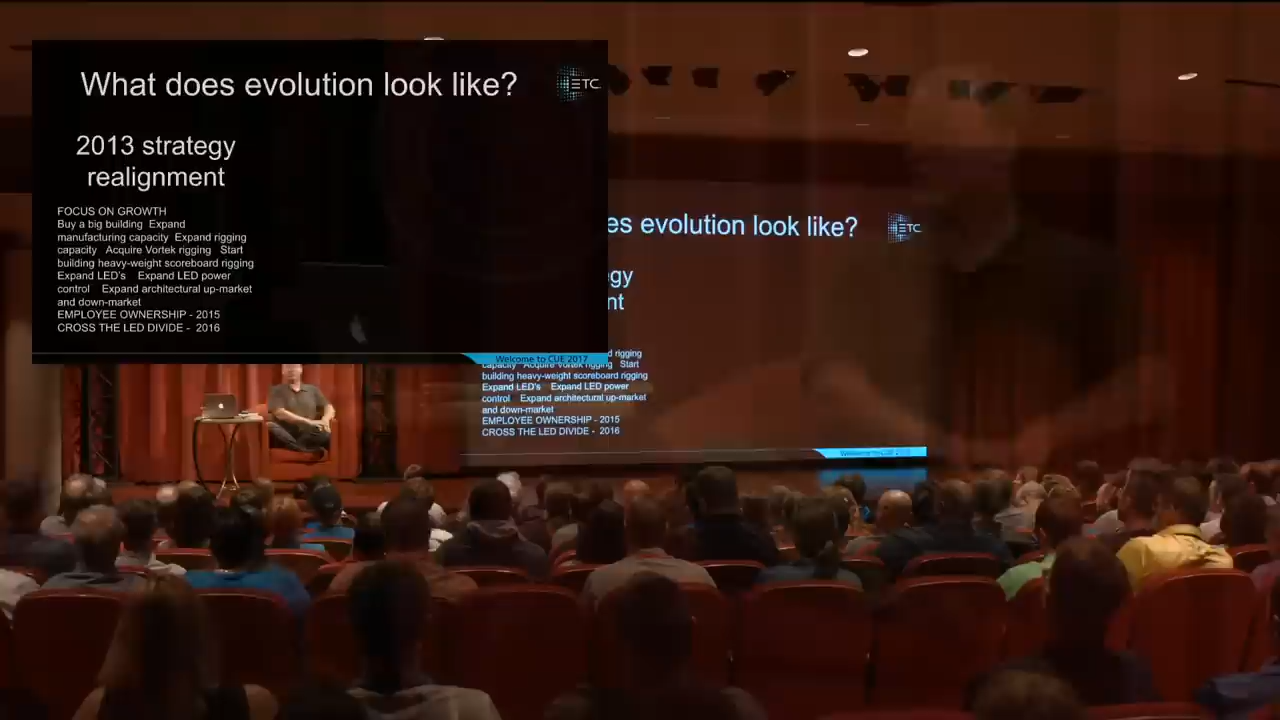 What does evolution look like?
ETC
2013 strategy
realignment
FOCUS ON GROWTH
Buy a big building Expand
manufacturing capacity Expand rigging
capacity Acquire Vortek rigging Start
building heavy-weight scoreboard rigging
Expand LED's Expand LED power
control Expand architectural up-market
and down-market
EMPLOYEE OWNERSHIP - 2015
CROSS THE LED DIVIDE - 2016
Welcome to CUE 2017
es evolution look like?
ETC
gy
nt
d rigging
capacity Acquire Vortek rigging Start
building heavy-weight scoreboard rigging
Expand LED's Expand LED power
control Expand architectural up-market
and down-market
EMPLOYEE OWNERSHIP - 2015
CROSS THE LED DIVIDE - 2016
Welcome to CUE 2017